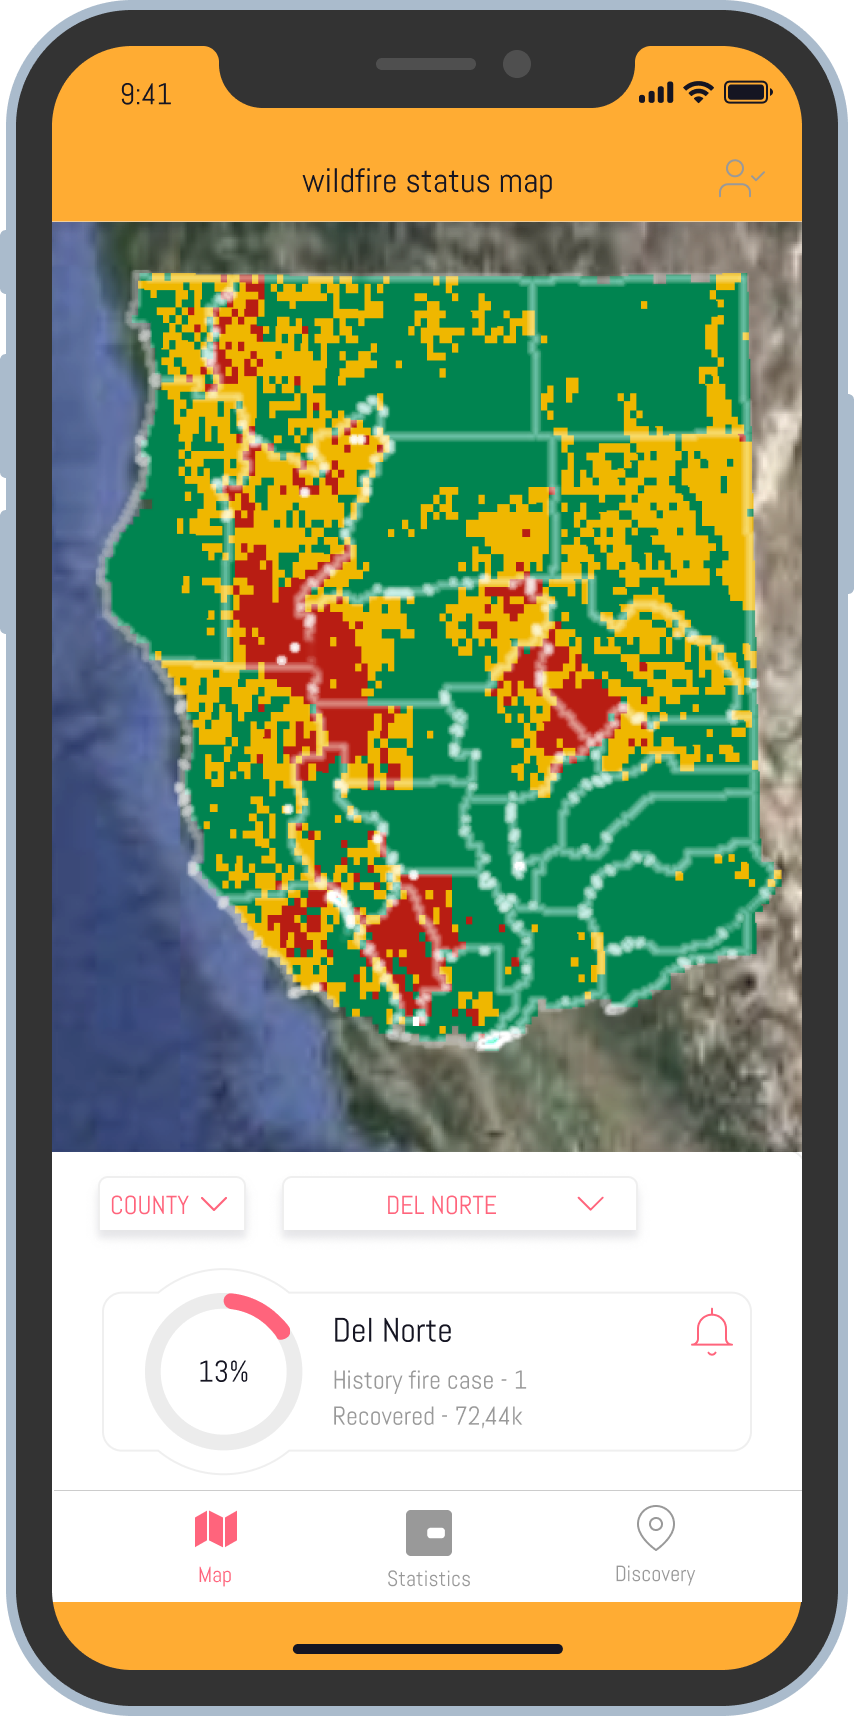 9:41
wildfire status map
COUNTY
DEL NORTE
13%
Del Norte
History fire case - 1
Recovered - 72,44k
Map
Statistics
Discovery